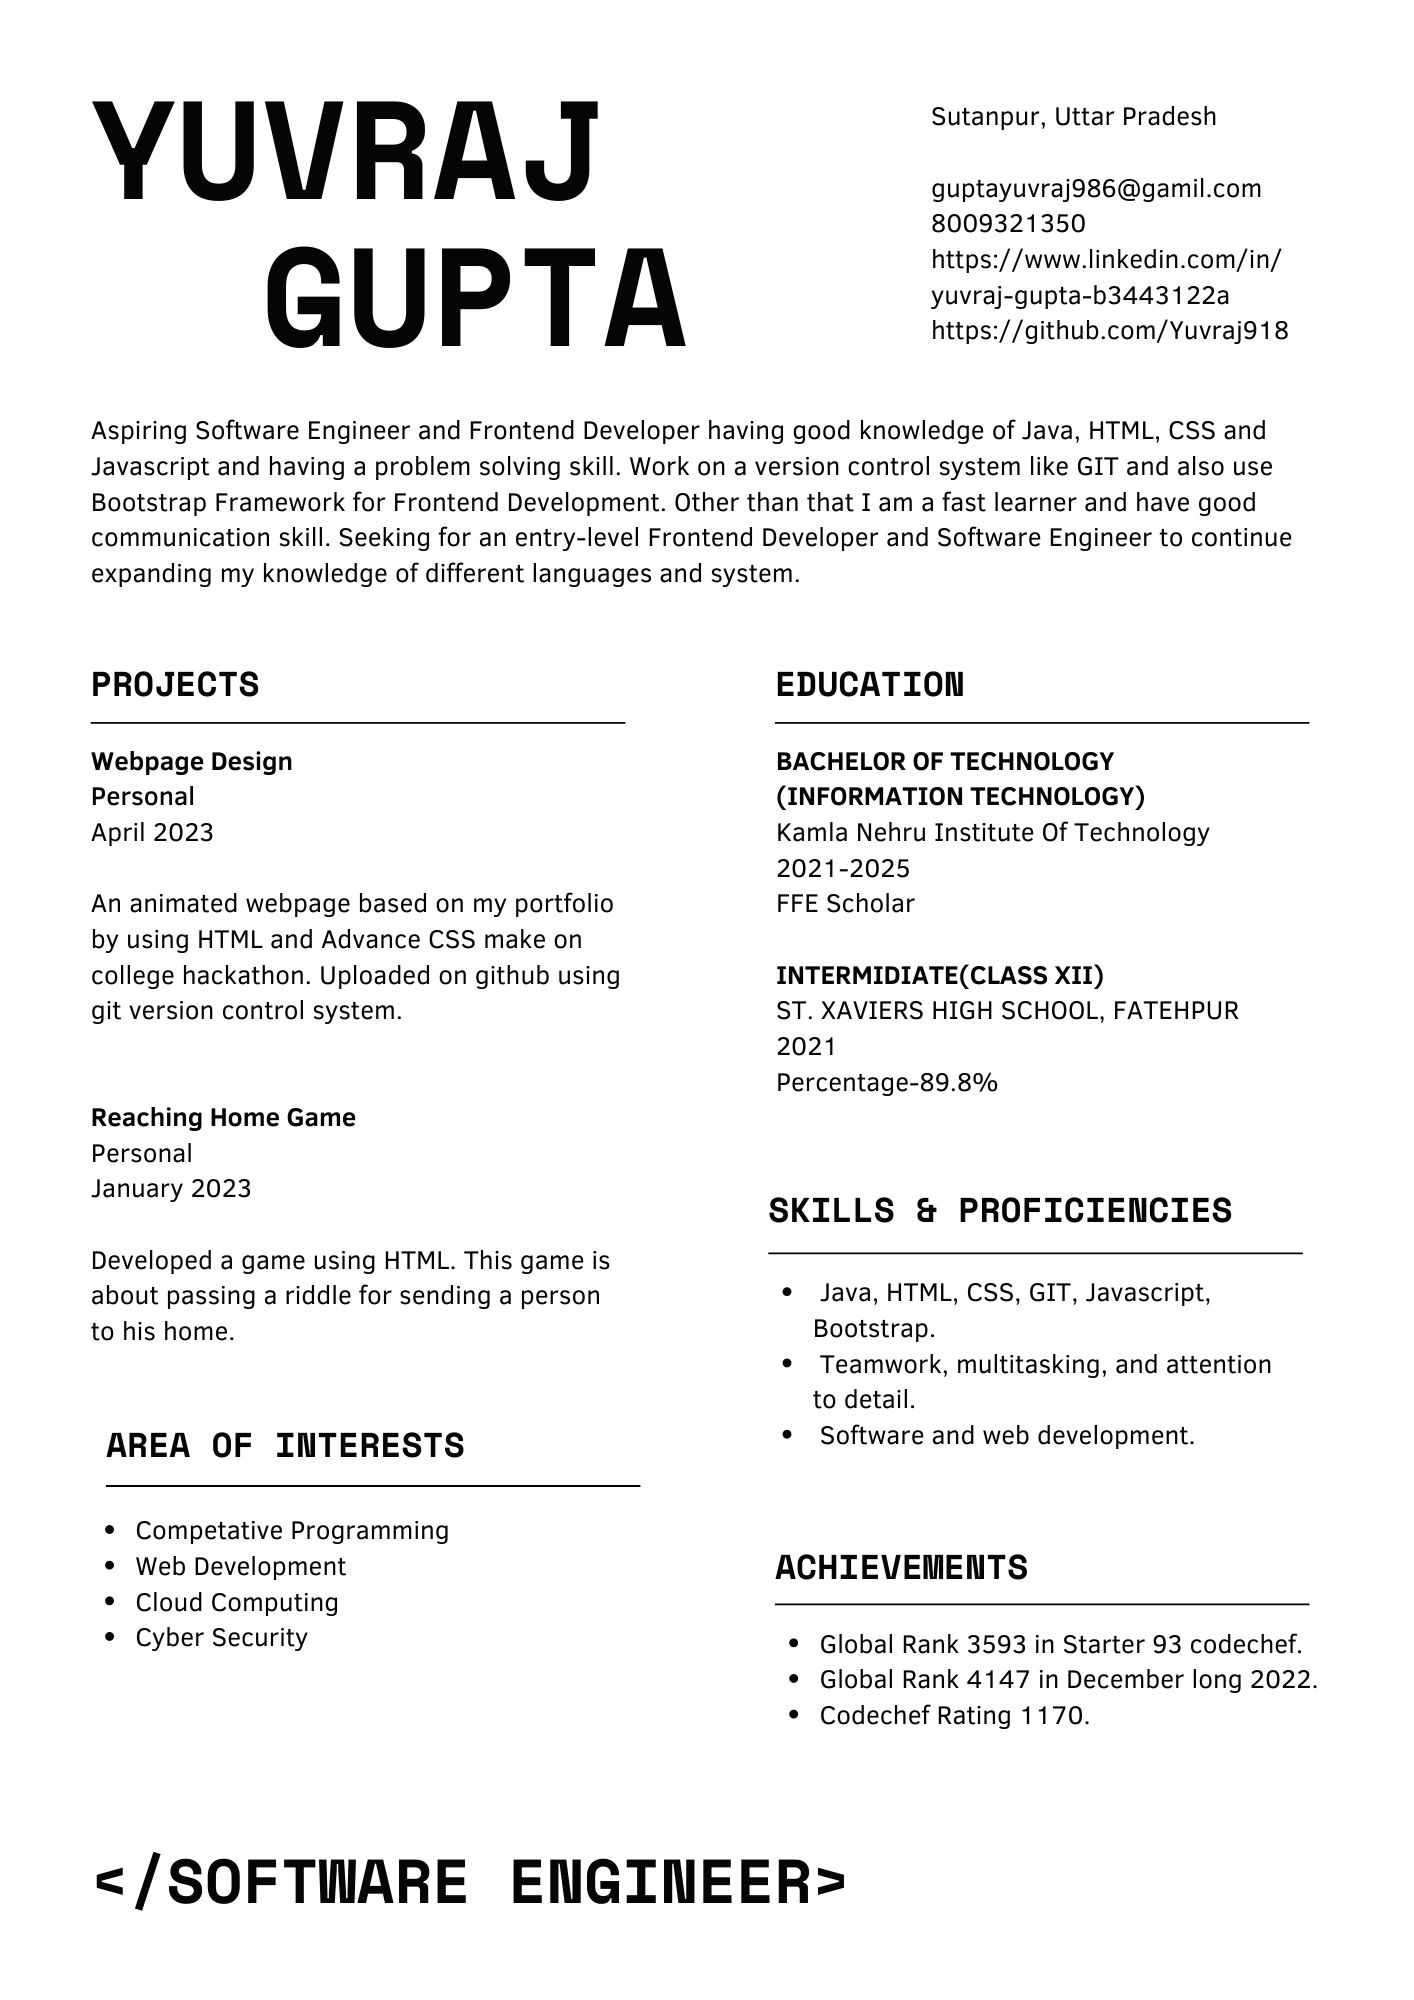 YUVRAJ
GUPTA
Sutanpur, Uttar Pradesh
guptayuvraj986@gamil.com
8009321350
https://www.linkedin.com/in/
yuvraj-gupta-b3443122a
https://github.com/Yuvraj918
Aspiring Software Engineer and Frontend Developer having good knowledge of Java, HTML, CSS and
Javascript and having a problem solving skill. Work on a version control system like GIT and also use
Bootstrap Framework for Frontend Development. Other than that I am a fast learner and have good
communication skill. Seeking for an entry-level Frontend Developer and Software Engineer to continue
expanding my knowledge of different languages and system.
PROJECTS
Webpage Design
Personal
April 2023
An animated webpage based on my portfolio
by using HTML and Advance CSS make on
college hackathon. Uploaded on github using
git version control system.
Reaching Home Game
Personal
January 2023
Developed a game using HTML. This game is
about passing a riddle for sending a person
to his home.
AREA OF INTERESTS
• Competative Programming
• Web Development
• Cloud Computing
• Cyber Security
EDUCATION
BACHELOR OF TECHNOLOGY
(INFORMATION TECHNOLOGY)
Kamla Nehru Institute Of Technology
2021-2025
FFE Scholar
INTERMIDIATE(CLASS XII)
ST. XAVIERS HIGH SCHOOL, FATEHPUR
2021
Percentage-89.8%
SKILLS & PROFICIENCIES
• Java, HTML, CSS, GIT, Javascript,
Bootstrap.
• Teamwork, multitasking, and attention
to detail.
• Software and web development.
ACHIEVEMENTS
• Global Rank 3593 in Starter 93 codechef.
• Global Rank 4147 in December long 2022.
• Codechef Rating 1170.
</SOFTWARE ENGINEER>